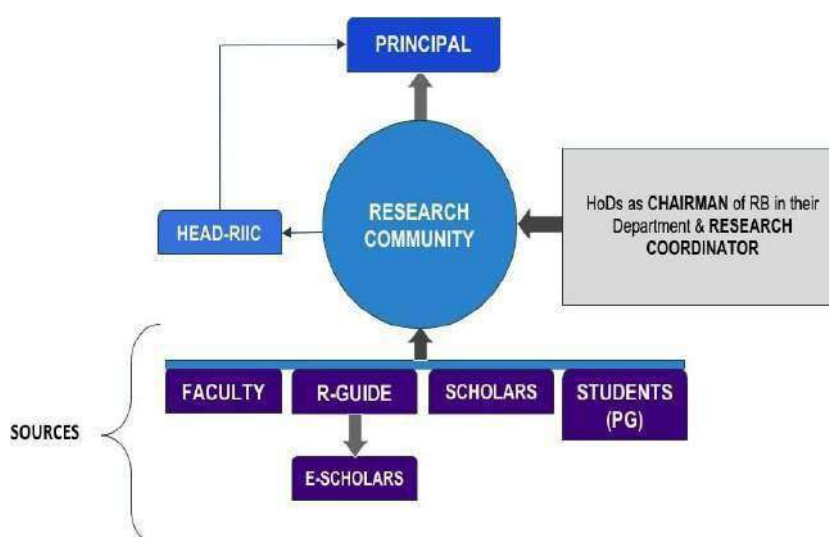 PRINCIPAL
RESEARCH
COMMUNITY
HEAD-RIIC
HoDs as CHAIRMAN of RB in their
Department & RESEARCH
COORDINATOR
SOURCES
FACULTY
R-GUIDE
SCHOLARS
STUDENTS
(PG)
E-SCHOLARS